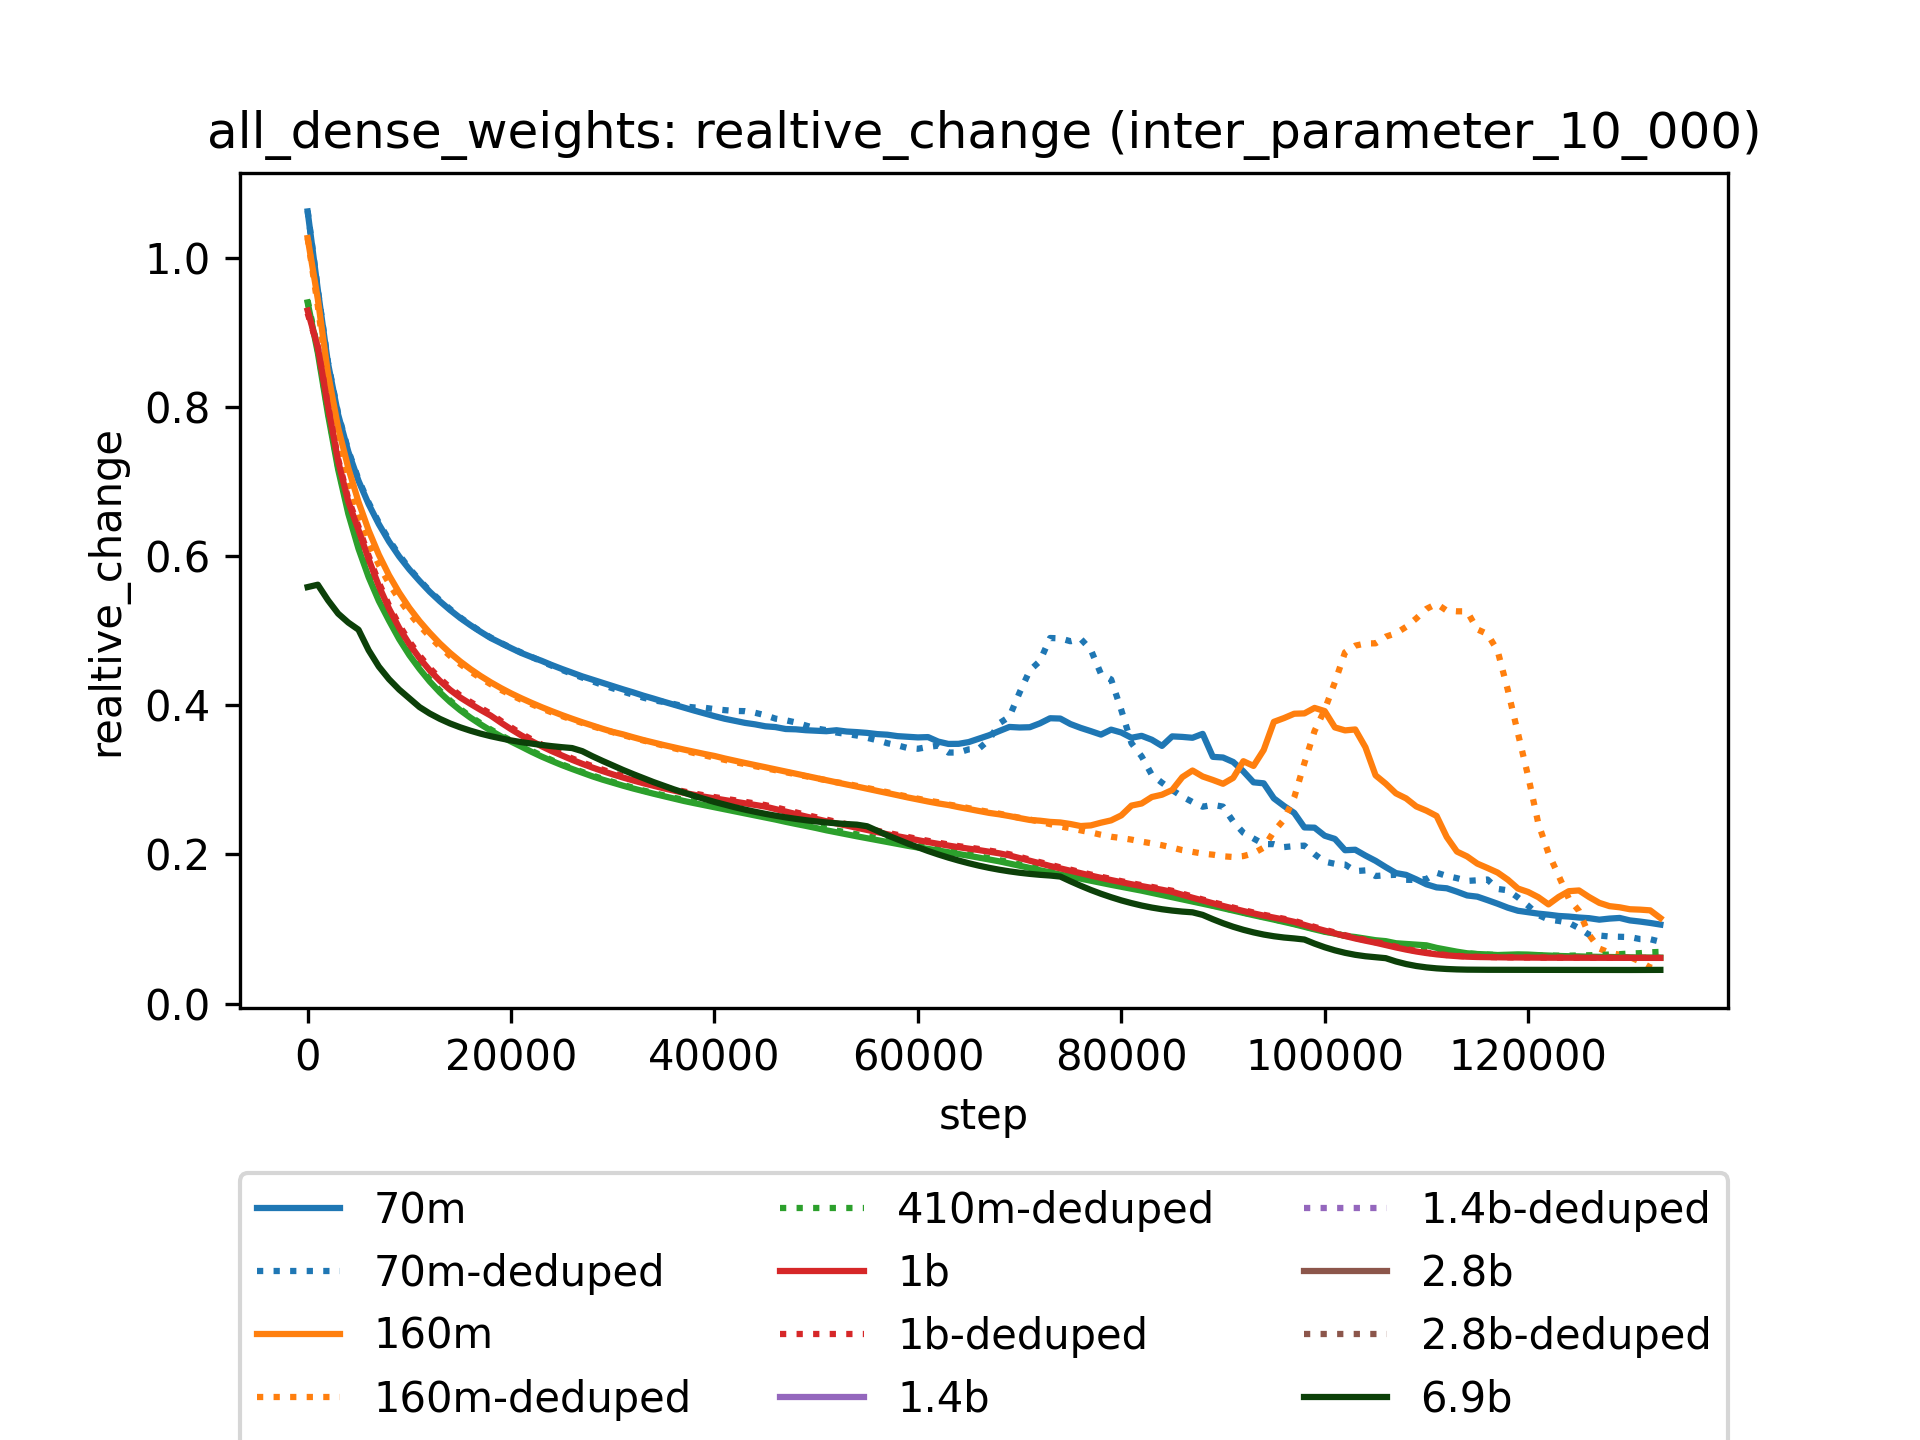 all_dense_weights: realtive_change (inter_parameter_10_000)
realtive_change
1.0
0.8
0.6
0.4
0.2
0.0
0 20000 40000 60000 80000 100000 120000
step
70m 410m-deduped 1.4b-deduped
70m-deduped 1b 2.8b
160m 1b-deduped 2.8b-deduped
160m-deduped 1.4b 6.9b